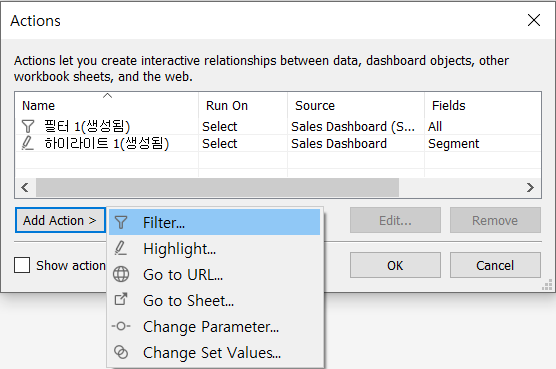 Actions
Actions let you create interactive relationships between data, dashboard objects, other
workbook sheets, and the web.
Name Run On Source Fields
필터 1(생성됨) Select Sales Dashboard (S... All
하이라이트 1(생성됨) Select Sales Dashboard Segment
Add Action > Edit... Remove
Filter...
Highlight...
Go to URL...
Go to Sheet...
Change Parameter...
Change Set Values...
Show action
OK Cancel